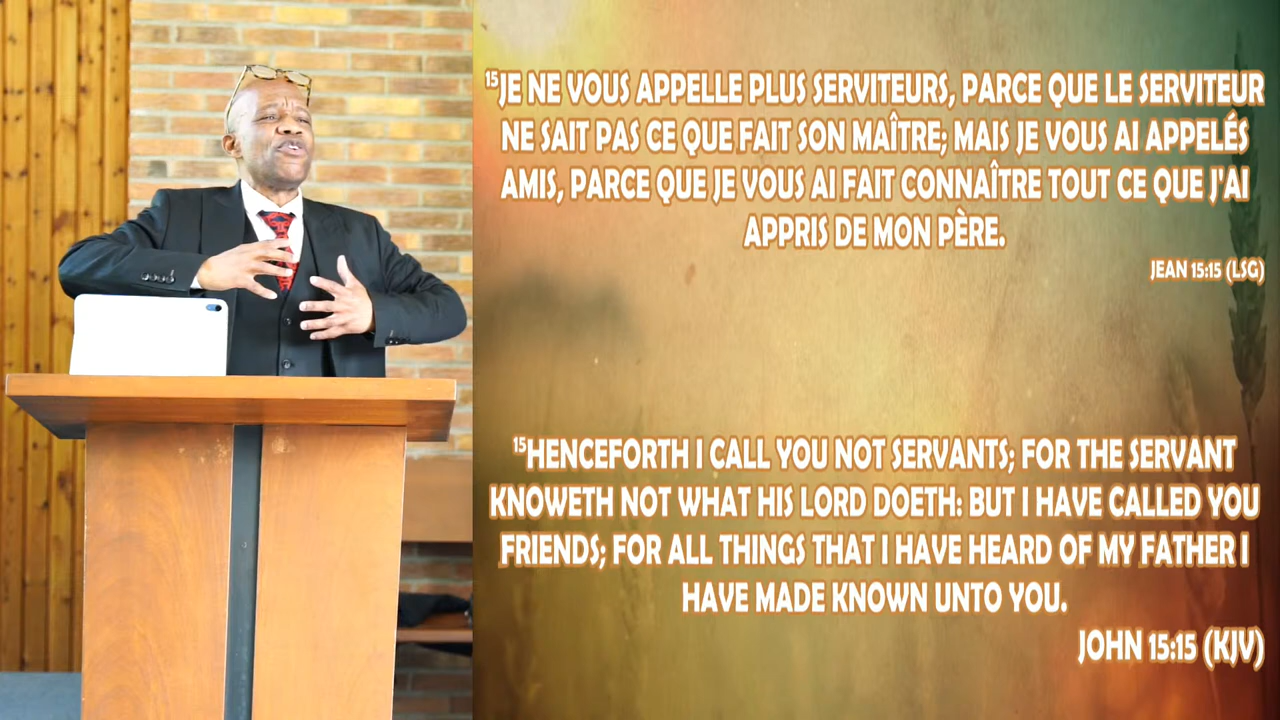 ¹⁵JE NE VOUS APPELLE PLUS SERVITEURS, PARCE QUE LE SERVITEUR
NE SAIT PAS CE QUE FAIT SON MAÎTRE; MAIS JE VOUS AI APPELÉS
AMIS, PARCE QUE JE VOUS AI FAIT CONNAÎTRE TOUT CE QUE J'AI
APPRIS DE MON PÈRE.
JEAN 15:15 (LSG)
¹⁵HENCEFORTH I CALL YOU NOT SERVANTS; FOR THE SERVANT
KNOWETH NOT WHAT HIS LORD DOETH: BUT I HAVE CALLED YOU
FRIENDS; FOR ALL THINGS THAT I HAVE HEARD OF MY FATHER I
HAVE MADE KNOWN UNTO YOU.
JOHN 15:15 (KJV)